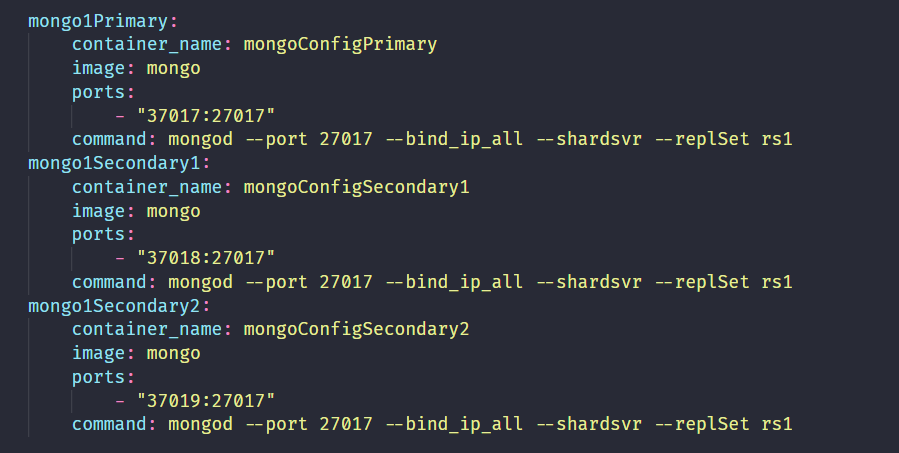 mongo1Primary:
    container_name: mongoConfigPrimary
    image: mongo
    ports:
        - "37017:27017"
    command: mongod --port 27017 --bind_ip_all --shardsvr --replSet rs1
mongo1Secondary1:
    container_name: mongoConfigSecondary1
    image: mongo
    ports:
        - "37018:27017"
    command: mongod --port 27017 --bind_ip_all --shardsvr --replSet rs1
mongo1Secondary2:
    container_name: mongoConfigSecondary2
    image: mongo
    ports:
        - "37019:27017"
    command: mongod --port 27017 --bind_ip_all --shardsvr --replSet rs1